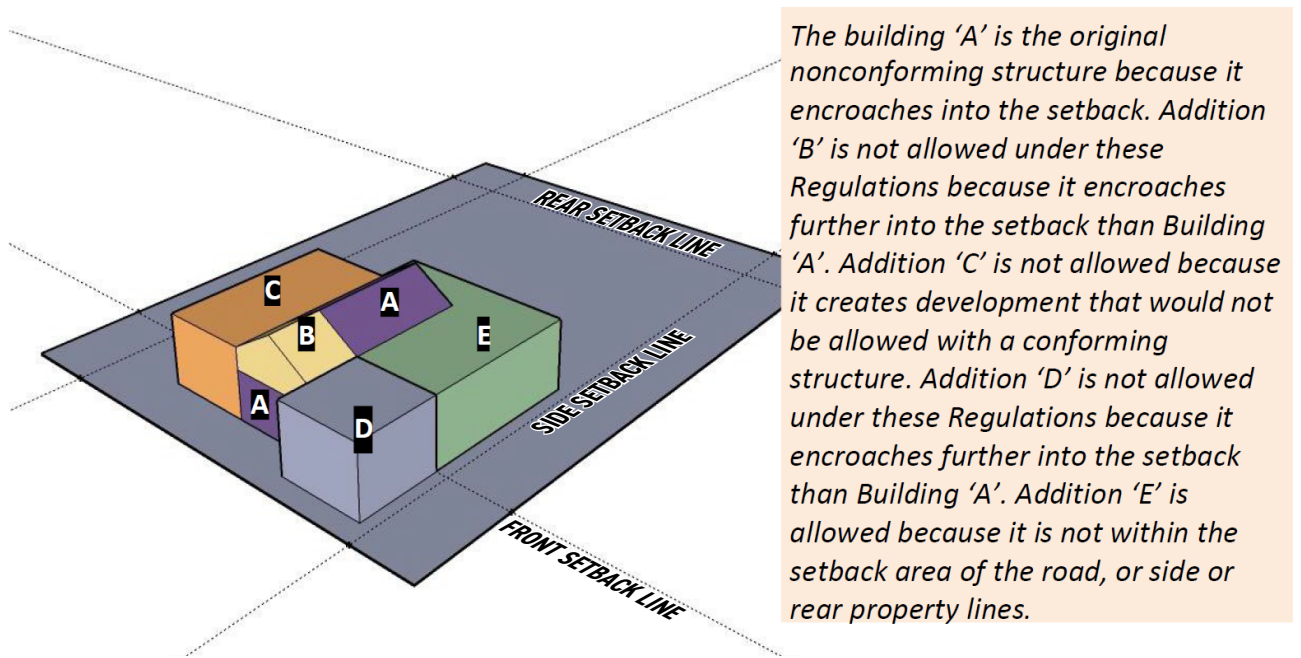 REAR SETBACK LINE
C
A
B
E
A
D
SIDE SETBACK LINE
FRONT SETBACK LINE
The building ‘A’ is the original
nonconforming structure because it
encroaches into the setback. Addition
‘B’ is not allowed under these
Regulations because it encroaches
further into the setback than Building
‘A’. Addition ‘C’ is not allowed because
it creates development that would not
be allowed with a conforming
structure. Addition ‘D’ is not allowed
under these Regulations because it
encroaches further into the setback
than Building ‘A’. Addition ‘E’ is
allowed because it is not within the
setback area of the road, or side or
rear property lines.